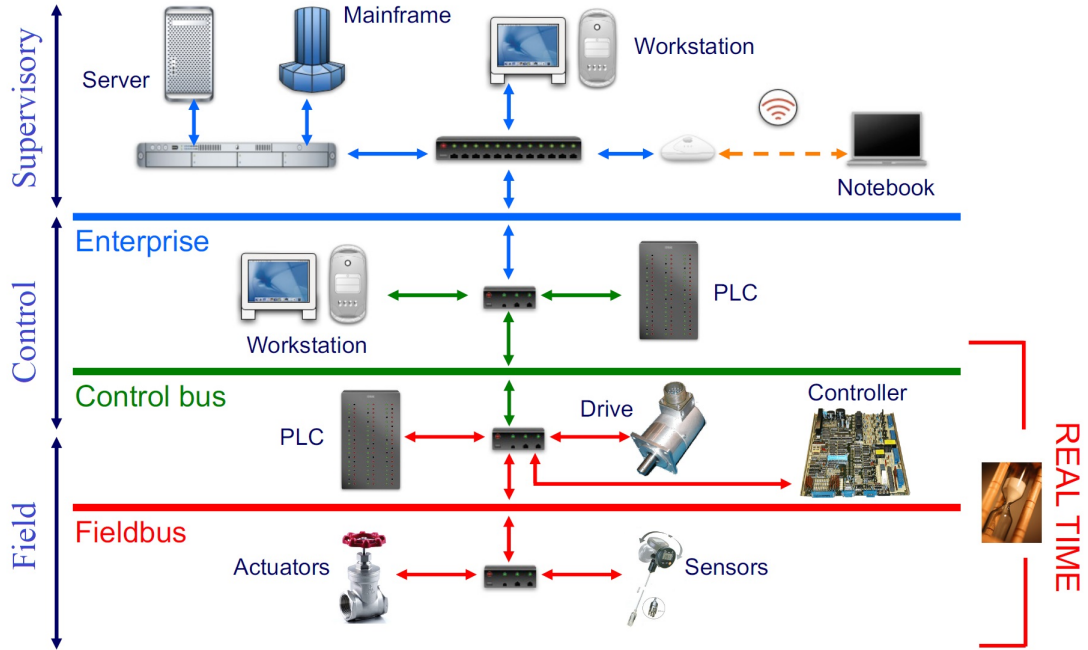 Supervisory
Mainframe
Server
Workstation
Notebook
Enterprise
Control
PLC
Workstation
Control bus
PLC
Drive
Controller
REAL TIME
Field
Fieldbus
Actuators
Sensors